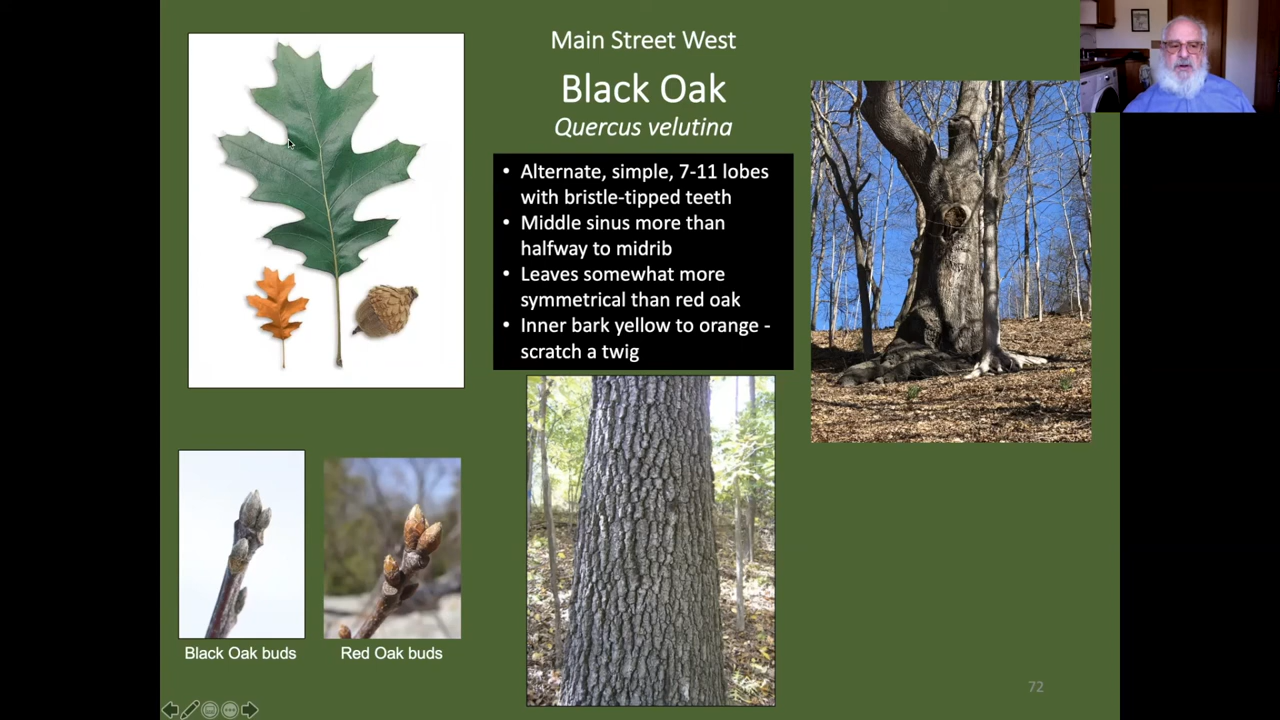 Main Street West
Black Oak
Quercus velutina
• Alternate, simple, 7-11 lobes
with bristle-tipped teeth
• Middle sinus more than
halfway to midrib
• Leaves somewhat more
symmetrical than red oak
• Inner bark yellow to orange -
scratch a twig
Black Oak buds
Red Oak buds
72